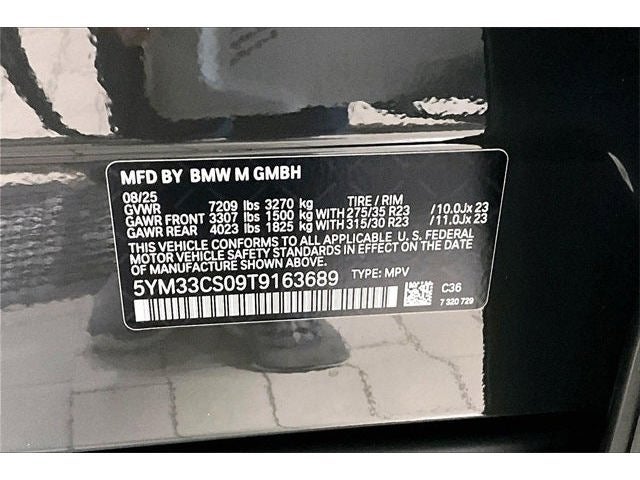 MFD BY BMW M GMBH
08/25 TIRE / RIM
GVWR 7209 lbs 3270 kg
GAWR FRONT 3307 lbs 1500 kg WITH 275/35 R23 /10.0Jx 23
GAWR REAR 4023 lbs 1825 kg WITH 315/30 R23 /11.0Jx 23
THIS VEHICLE CONFORMS TO ALL APPLICABLE U. S. FEDERAL
MOTOR VEHICLE SAFETY STANDARDS IN EFFECT
ON THE DATE OF MANUFACTURE SHOWN ABOVE.
5YM33CS09T9163689 TYPE: MPV
C36
7 320 729